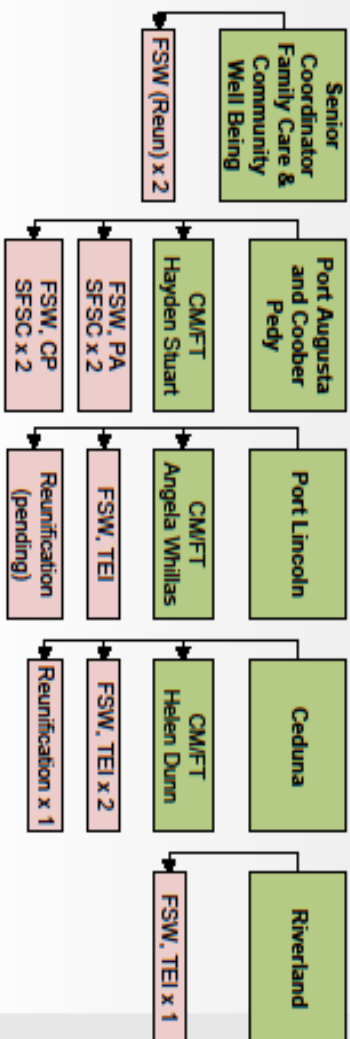 Senior
Coordinator
Family Care &
Community
Well Being
FSW (Reun) x 2
Port Augusta
and Coober
Pedy
CM/FT
Hayden Stuart
FSW, PA
SFSC x 2
FSW, CP
SFSC x 2
Port Lincoln
CM/FT
Angela Whillas
FSW, TEI
Reunification
(pending)
Ceduna
CM/FT
Helen Dunn
FSW, TEI x 2
Reunification x 1
Riverland
FSW, TEI x 1